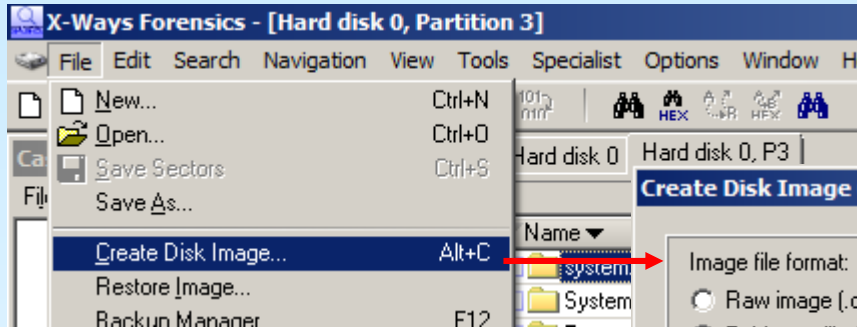 X-Ways Forensics - [Hard disk 0, Partition 3]
File Edit Search Navigation View Tools Specialist Options Window H
New... Ctrl+N
HEX HEX
Open... Ctrl+O
Hard disk 0 Hard disk 0, P3
Save Sectors Ctrl+S
Create Disk Image
Save As...
Name
Create Disk Image... Alt+C
system
Image file format:
Restore Image...
System
Raw image (.d
Backup Manager F12